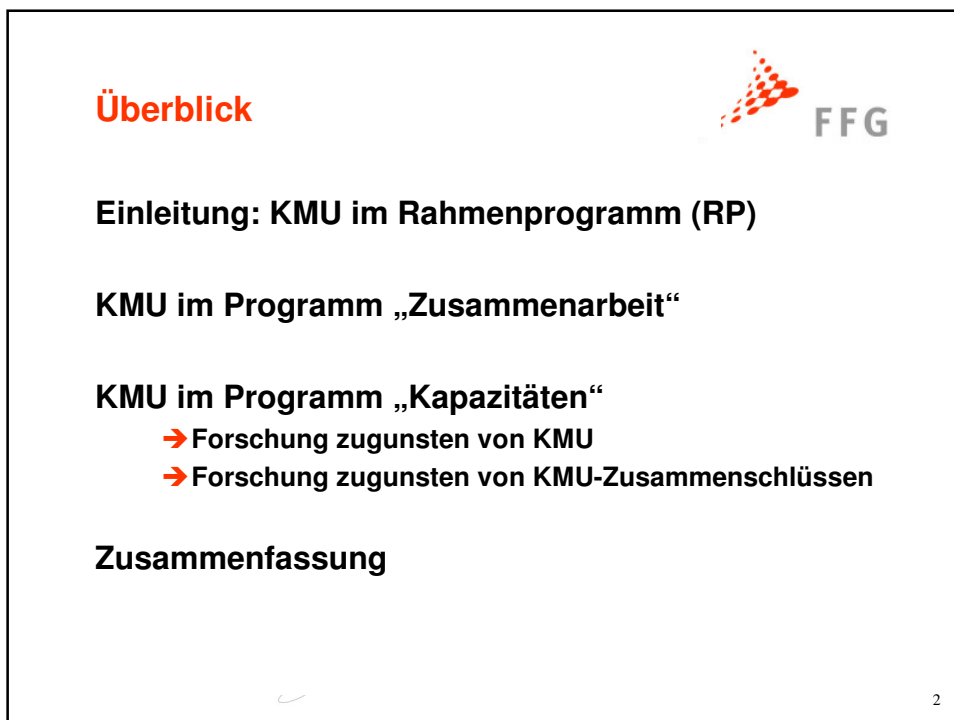 Überblick
FFG
Einleitung: KMU im Rahmenprogramm (RP)
KMU im Programm „Zusammenarbeit“
KMU im Programm „Kapazitäten“
➔ Forschung zugunsten von KMU
➔ Forschung zugunsten von KMU-Zusammenschlüssen
Zusammenfassung
2